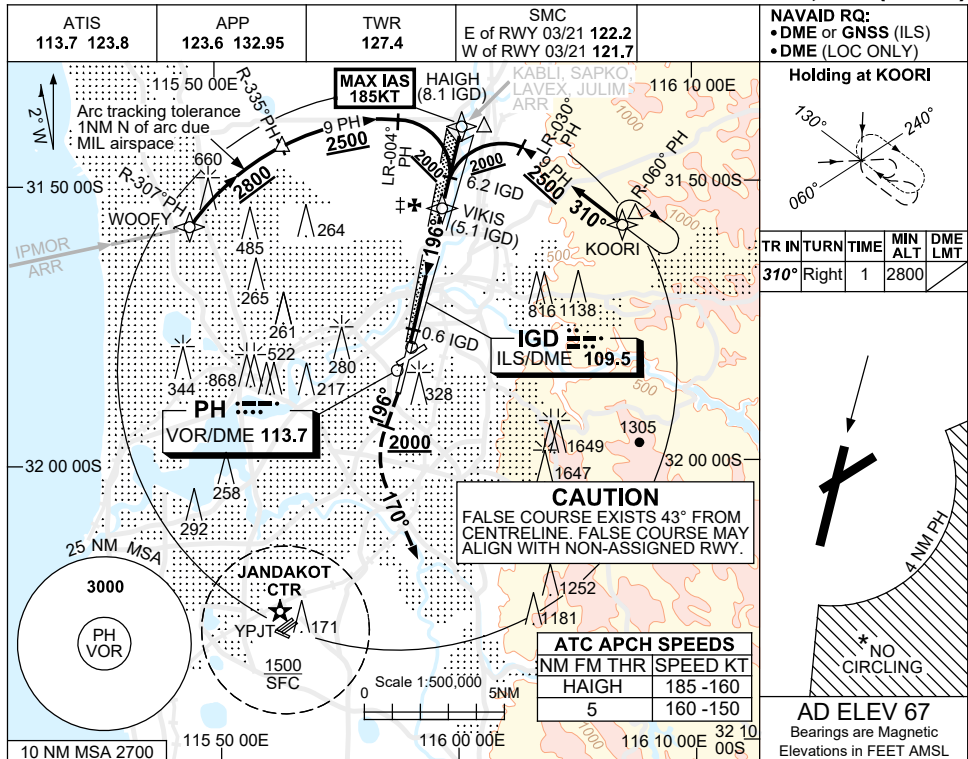 ATIS
113.7 123.8
APP
123.6 132.95
TWR
127.4
SMC
E of RWY 03/21 122.2
W of RWY 03/21 121.7
NAVAID RQ:
•DME or GNSS (ILS)
•DME (LOC ONLY)
2°W
115 50 00E
R-335°PH
MAX IAS
185KT
HAIGH
(8.1 IGD)
KABLI, SAPKO,
LAVEX, JULIM
ARR
116 10 00E
1000
Arc tracking tolerance
1NM N of arc due
MIL airspace
9 PH
2500
LR-004°
PH
2000
2000
LR-030°
PH
9 PH
2500
310°
R-060° PH
1000
660
31 50 00S
31 50 00S
R-307°PH
2800
6.2 IGD
WOOFY
VIKIS
(5.1 IGD)
KOORI
IPMOR
ARR
485
264
196°
500
265
816
1138
261
0.6 IGD
IGD
ILS/DME 109.5
522
280
344
868
217
328
500
1000
PH
VOR/DME 113.7
196°
2000
1649
1305
1647
32 00 00S
32 00 00S
258
292
170°
CAUTION
FALSE COURSE EXISTS 43° FROM
CENTRELINE. FALSE COURSE MAY
ALIGN WITH NON-ASSIGNED RWY.
25 NM MSA
3000
PH
VOR
JANDAKOT
CTR
YPJT
171
1500
SFC
1252
1181
Scale 1:500,000
0
5NM
ATC APCH SPEEDS
NM FM THR
SPEED KT
HAIGH
185 -160
5
160 -150
1000
10 NM MSA 2700
115 50 00E
116 00 00E
116 10 00E
32 10
00S
Holding at KOORI
130°
240°
060°
TR IN
TURN
TIME
MIN
ALT
DME
LMT
310°
Right
1
2800
4 NM PH
*NO
CIRCLING
AD ELEV 67
Bearings are Magnetic
Elevations in FEET AMSL